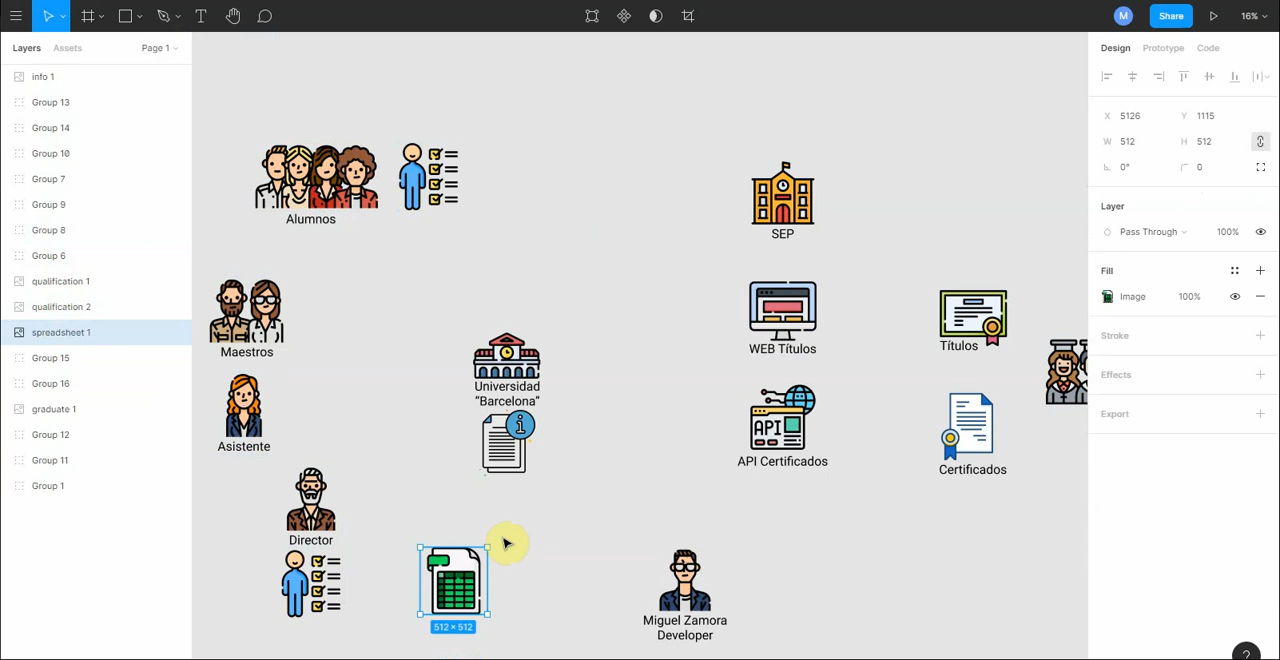 M
Share
16%
Layers
Assets
Page 1
info 1
Group 13
Group 14
Group 10
Group 7
Group 9
Group 8
Group 6
qualification 1
qualification 2
spreadsheet 1
Group 15
Group 16
graduate 1
Group 12
Group 11
Group 1
Alumnos
SEP
Maestros
WEB Títulos
Títulos
Universidad
“Barcelona”
Asistente
API
API Certificados
Certificados
Director
512 × 512
Miguel Zamora
Developer
Design
Prototype
Code
X 5126
Y 1115
W 512
H 512
0°
0
Layer
Pass Through
100%
Fill
Image
100%
Stroke
Effects
Export
?